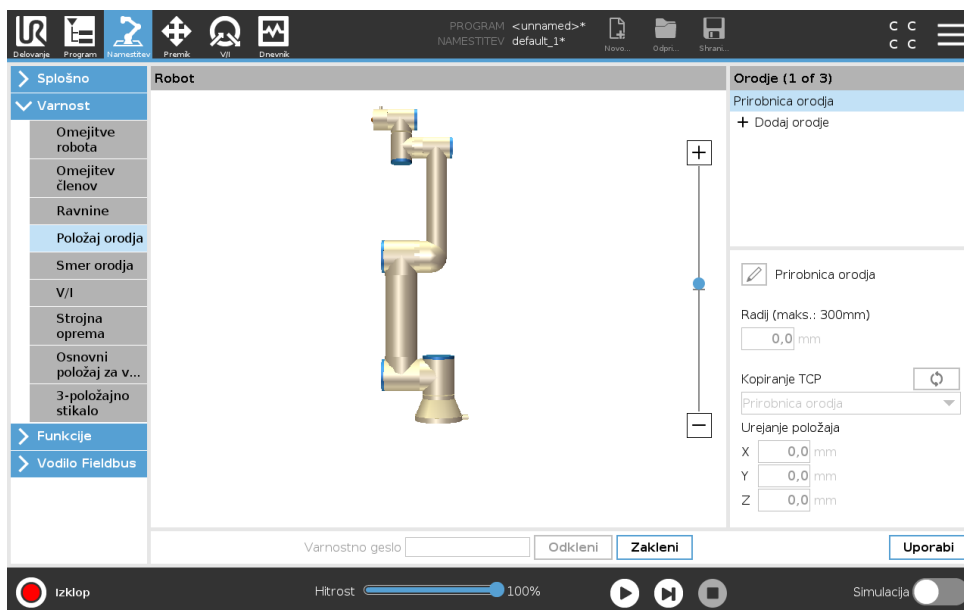 PROGRAM <unnamed>*
NAMESTITEV default_1*
Delovanje Program Namestitev Premik V/I Dnevnik Novo... Odpri... Shrani...
C C
C C
Splošno
Varnost
Omejitve robota
Omejitev členov
Ravnine
Položaj orodja
Smer orodja
V/I
Strojna oprema
Osnovni položaj za v...
3-položajno stikalo
Funkcije
Vodilo Fieldbus
Robot
Orodje (1 of 3)
Prirobnica orodja
+ Dodaj orodje
Prirobnica orodja
Radij (maks.: 300mm)
0,0 mm
Kopiranje TCP
Prirobnica orodja
Urejanje položaja
X 0,0 mm
Y 0,0 mm
Z 0,0 mm
Varnostno geslo Odkleni Zakleni Uporabi
Izklop Hitrost 100% Simulacija